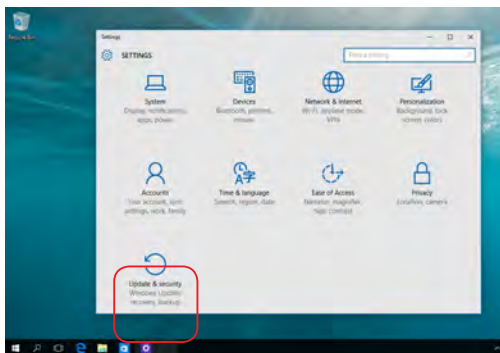 Recycle Bin
Settings
SETTINGS
Find a setting
System
Display, notifications,
apps, power
Devices
Bluetooth, printers,
mouse
Network & Internet
Wi-Fi, airplane mode,
VPN
Personalization
Background, lock
screen, colors
Accounts
Your account, sync
settings, work, family
Time & language
Speech, region, date
Ease of Access
Narrator, magnifier,
high contrast
Privacy
Location, camera
Update & security
Windows Update,
recovery, backup